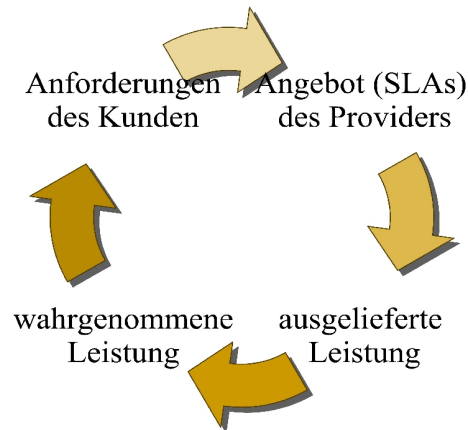 Anforderungen
des Kunden
Angebot (SLAs)
des Providers
wahrgenommene
Leistung
ausgelieferte
Leistung